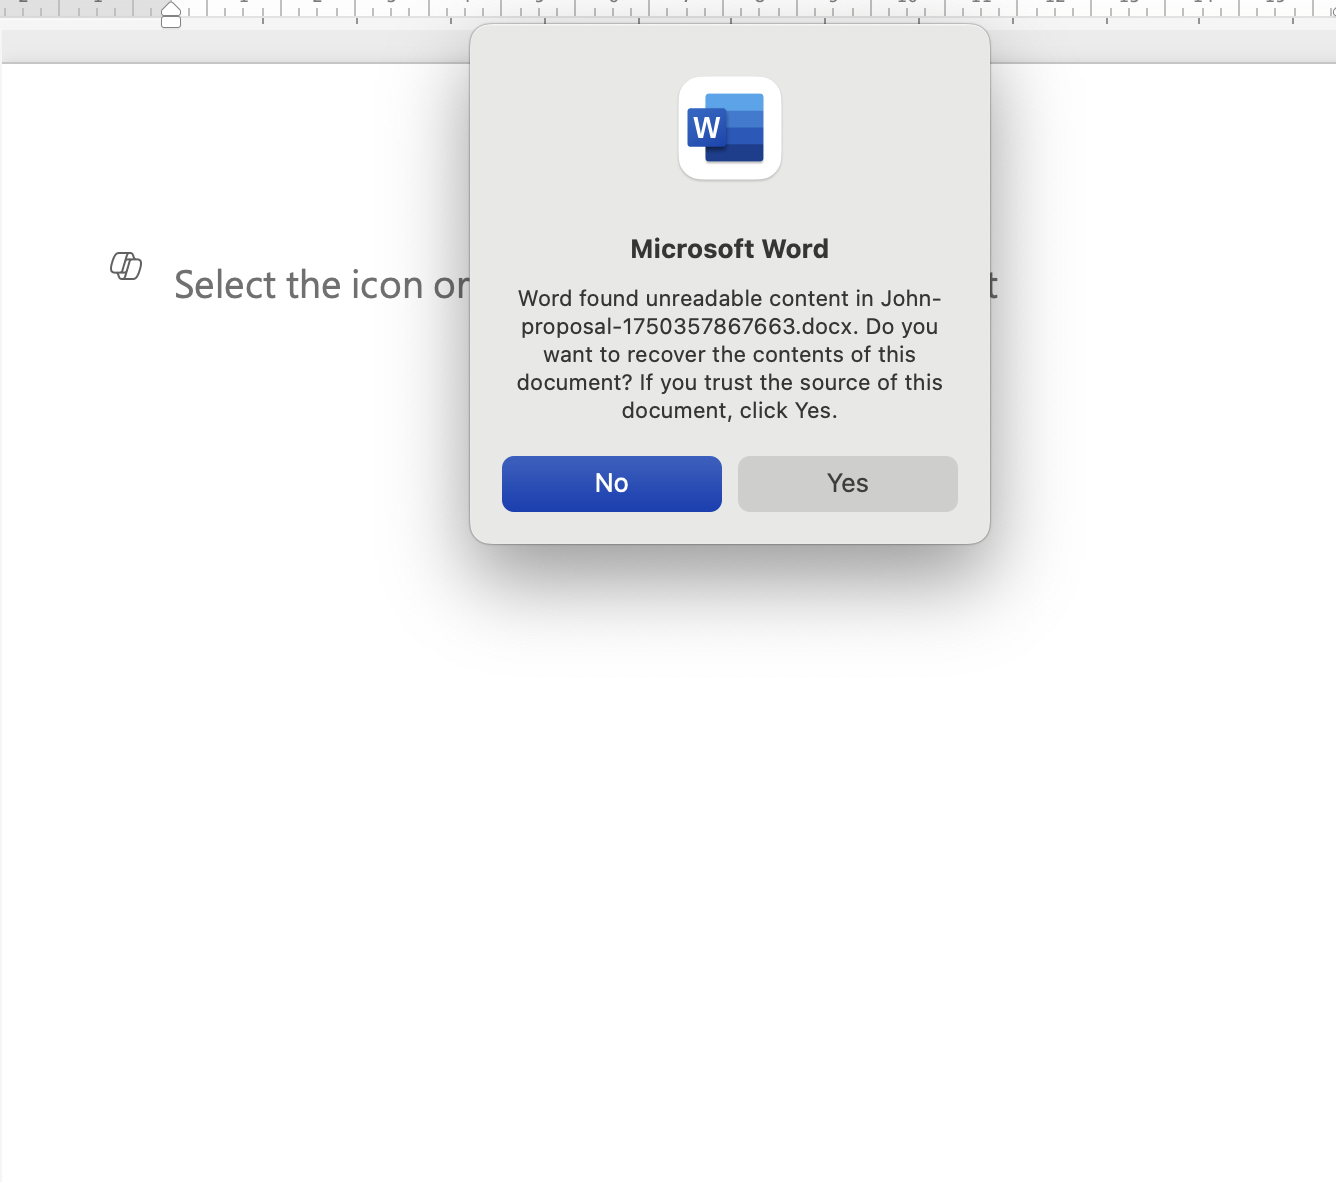 W
Microsoft Word
Select the icon or
Word found unreadable content in John-
proposal-1750357867663.docx. Do you
want to recover the contents of this
document? If you trust the source of this
document, click Yes.
No
Yes